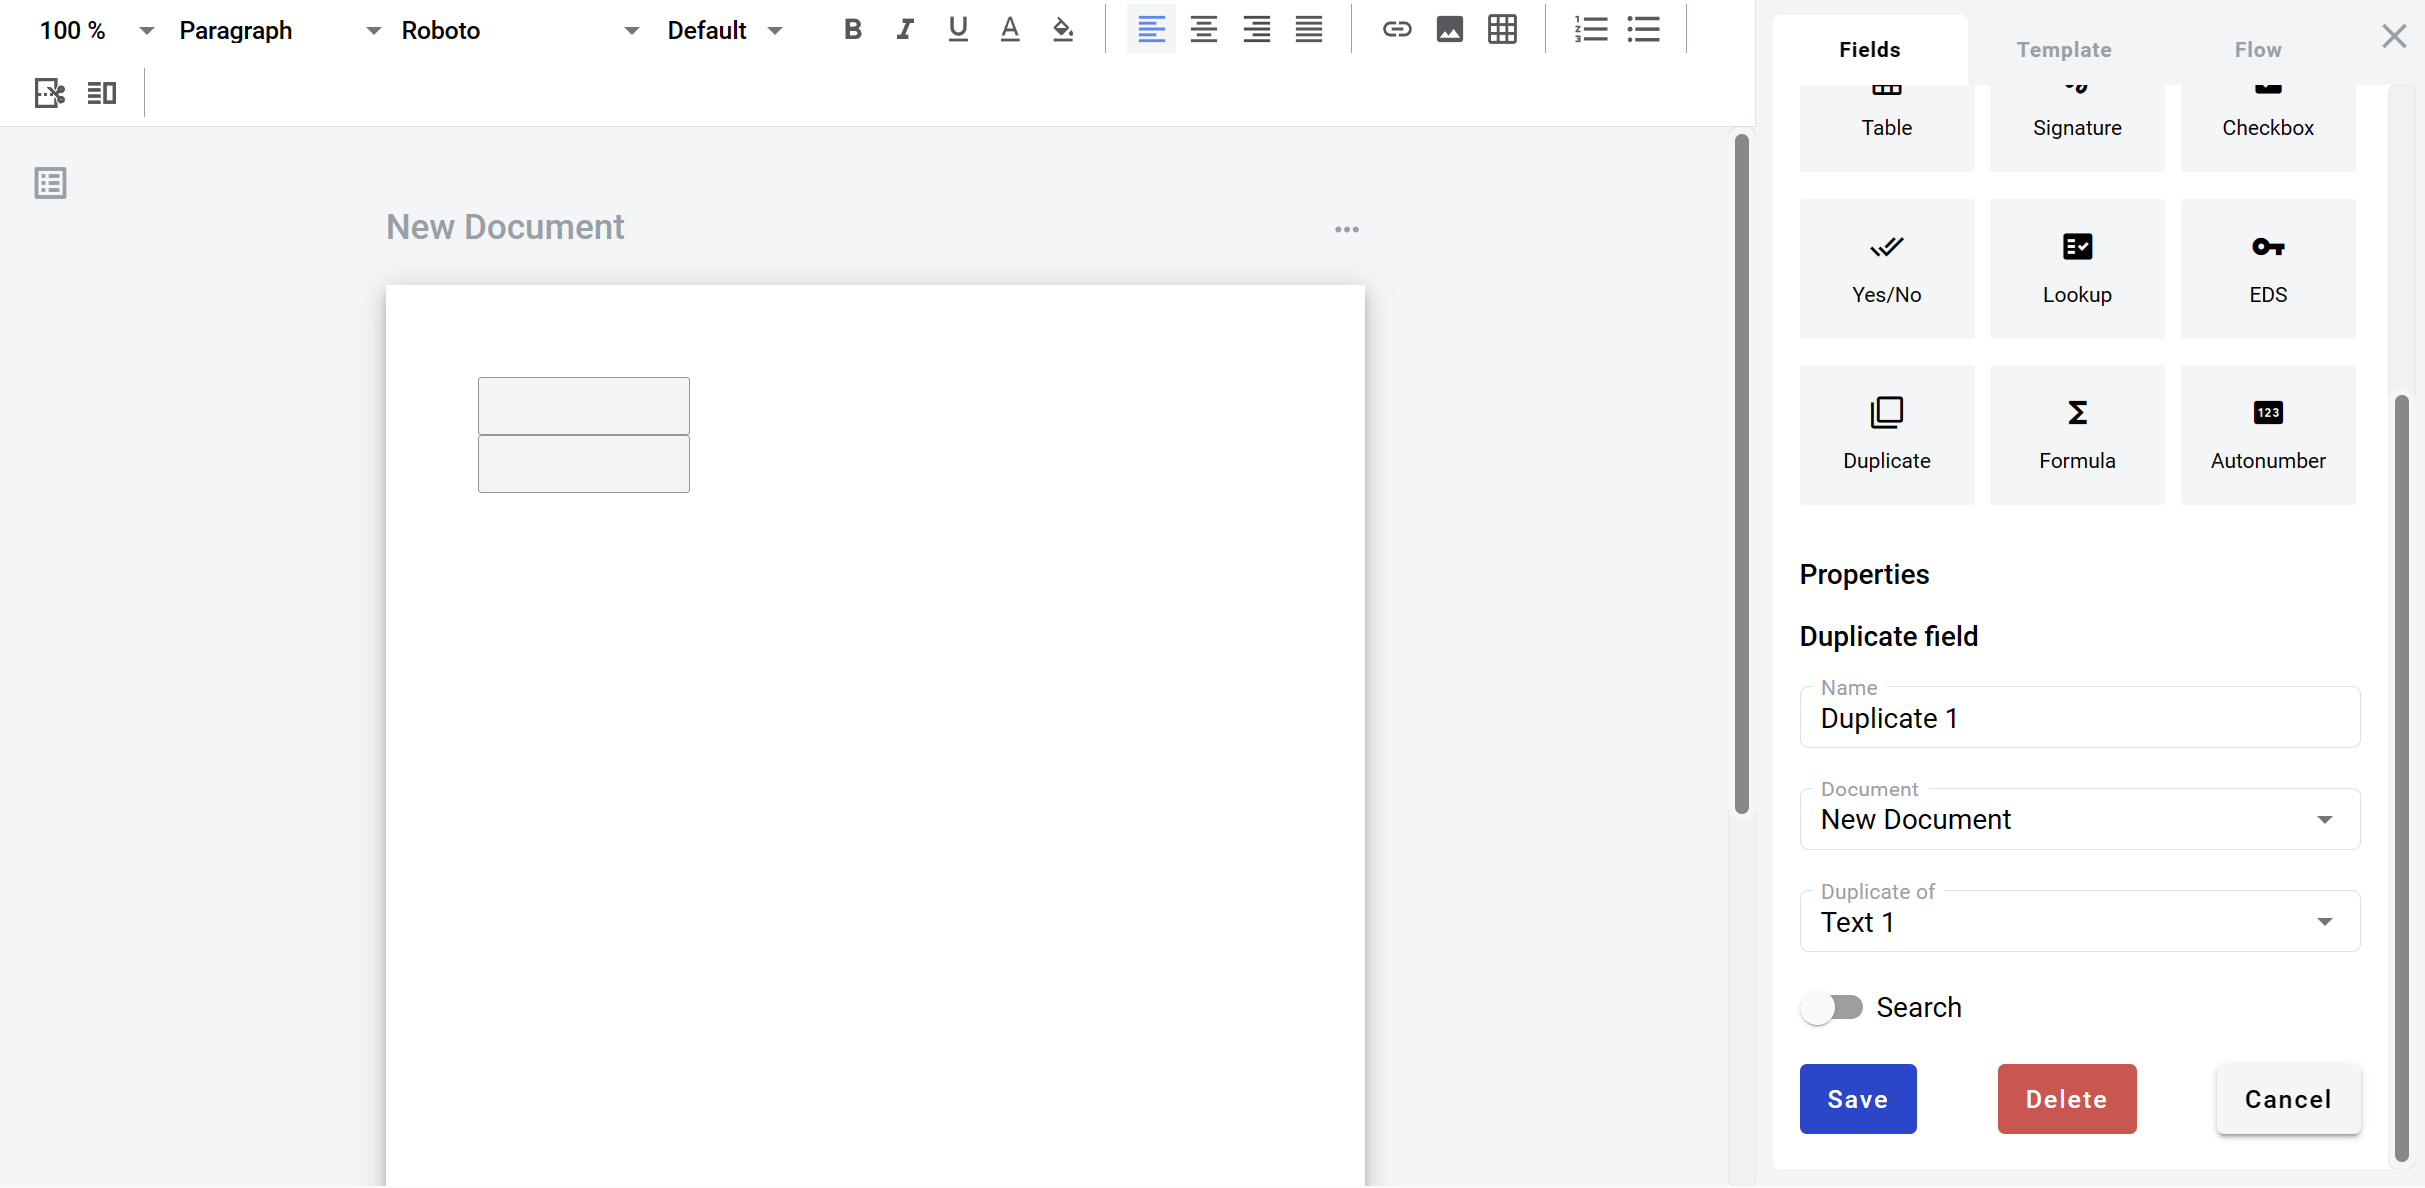 100 %
Paragraph
Roboto
Default
Fields
Template
Flow
Table
Signature
Checkbox
New Document
Yes/No
Lookup
EDS
123
Duplicate
Formula
Autonumber
Properties
Duplicate field
Name
Duplicate 1
Document
New Document
Duplicate of
Text 1
Search
Save
Delete
Cancel